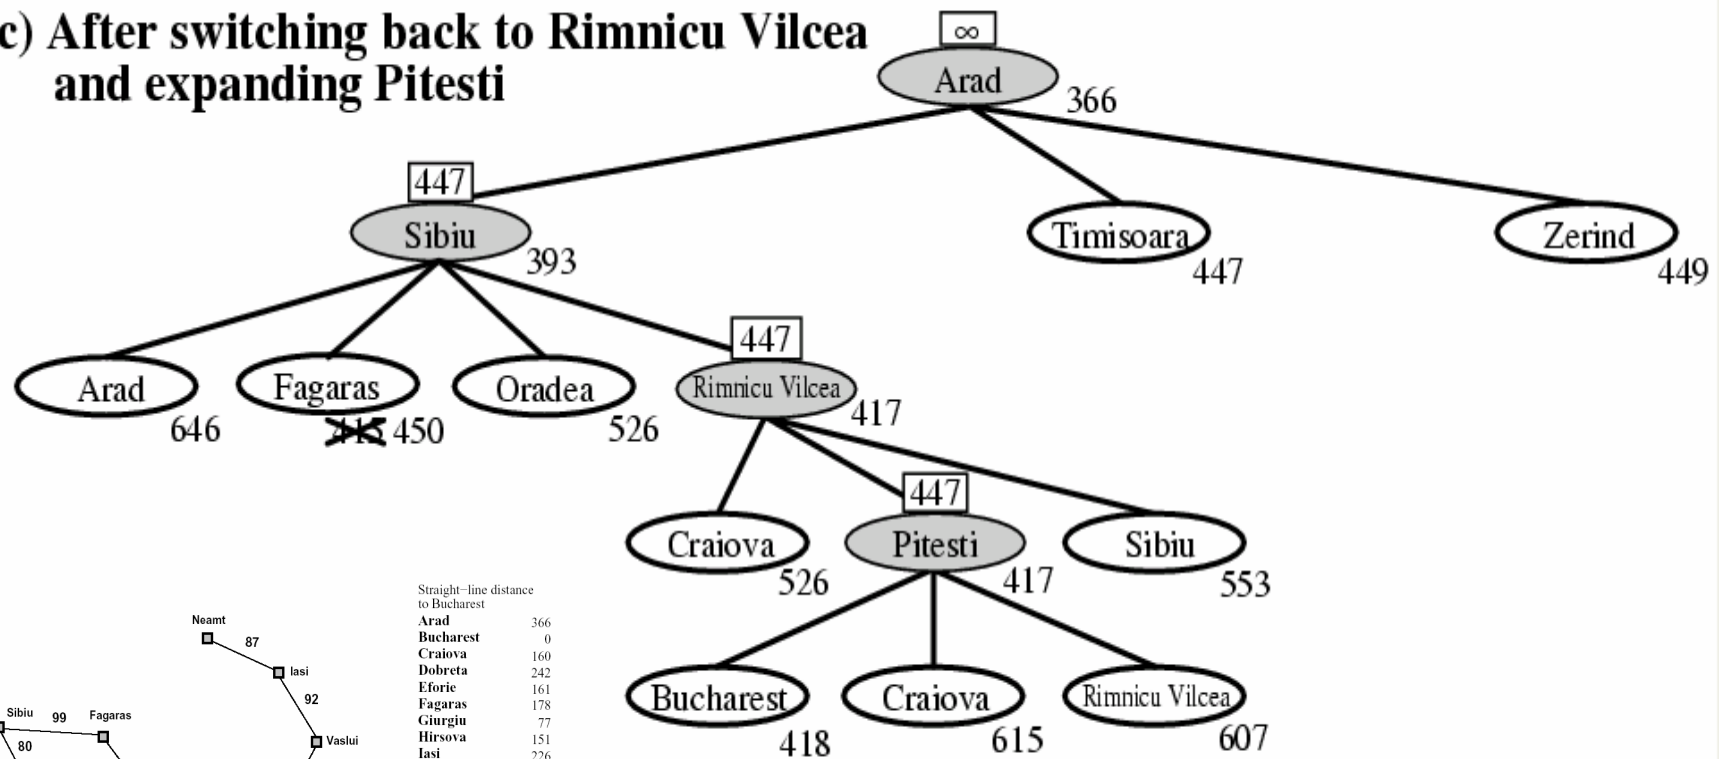 c) After switching back to Rimnicu Vilcea
and expanding Pitesti
∞
Arad
366
447
Sibiu
393
Timisoara
447
Zerind
449
Arad
646
Fagaras
415 450
Oradea
526
447
Rimnicu Vilcea
417
Craiova
526
447
Pitesti
417
Sibiu
553
Bucharest
418
Craiova
615
Rimnicu Vilcea
607
Neamt
87
Iasi
92
Vaslui
Sibiu
99
Fagaras
80
Straight-line distance
to Bucharest
Arad 366
Bucharest 0
Craiova 160
Dobreta 242
Eforie 161
Fagaras 178
Giurgiu 77
Hirsova 151
Iasi 226